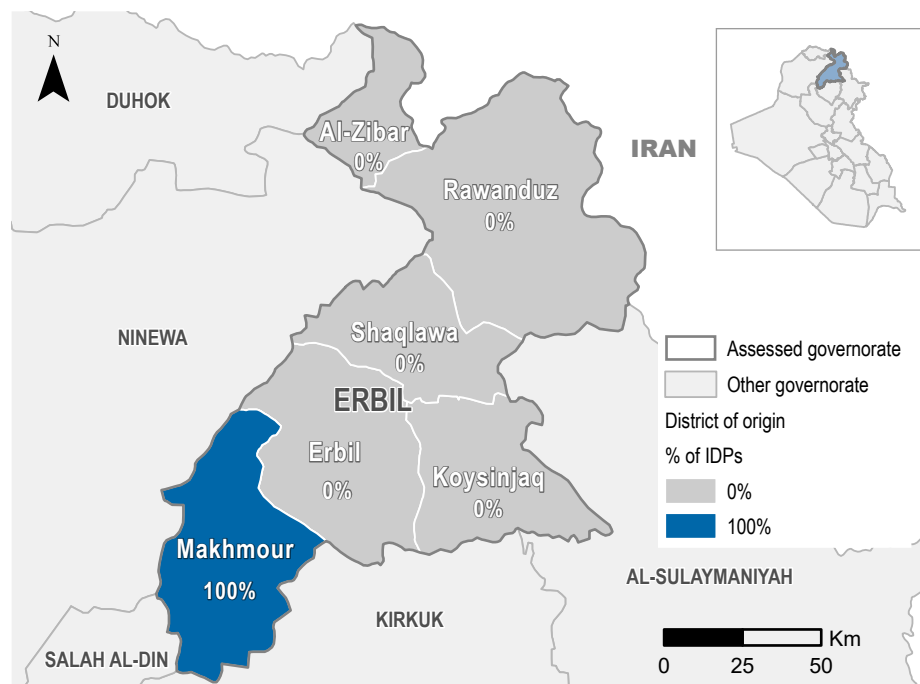 N
DUHOK
Al-Zibar
0%
IRAN
Rawanduz
0%
NINEWA
Shaqlawa
0%
ERBIL
Erbil
0%
Koysinjaq
0%
Makhmour
100%
AL-SULAYMANIYAH
KIRKUK
SALAH AL-DIN
Assessed governorate
Other governorate
District of origin
% of IDPs
0%
100%
Km
0 25 50